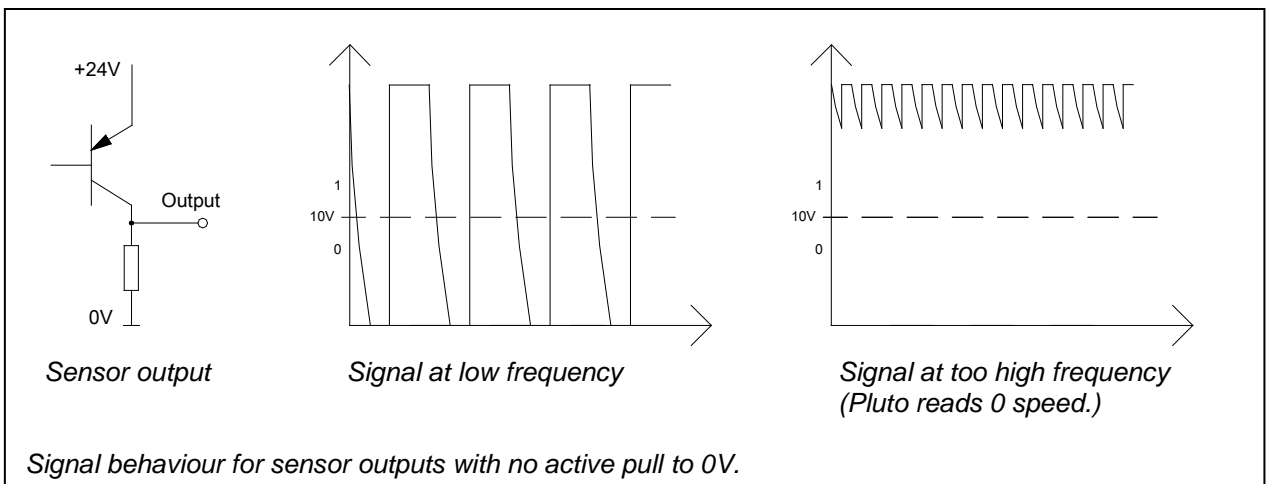 +24V
Output
0V
1
10V
0
1
10V
0
Sensor output
Signal at low frequency
Signal at too high frequency
(Pluto reads 0 speed.)
Signal behaviour for sensor outputs with no active pull to 0V.